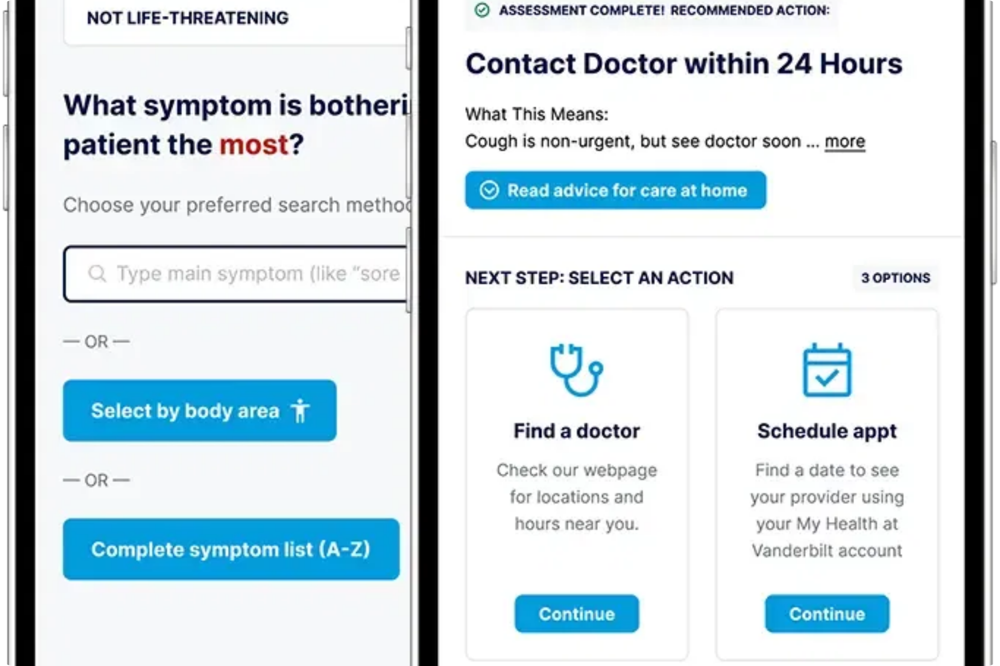 NOT LIFE-THREATENING
What symptom is botheri
patient the most?
Choose your preferred search method
Type main symptom (like “sore
— OR —
Select by body area
— OR —
Complete symptom list (A-Z)
ASSESSMENT COMPLETE! RECOMMENDED ACTION:
Contact Doctor within 24 Hours
What This Means:
Cough is non-urgent, but see doctor soon ... more
Read advice for care at home
NEXT STEP: SELECT AN ACTION
3 OPTIONS
Find a doctor
Check our webpage
for locations and
hours near you.
Continue
Schedule appt
Find a date to see
your provider using
your My Health at
Vanderbilt account
Continue